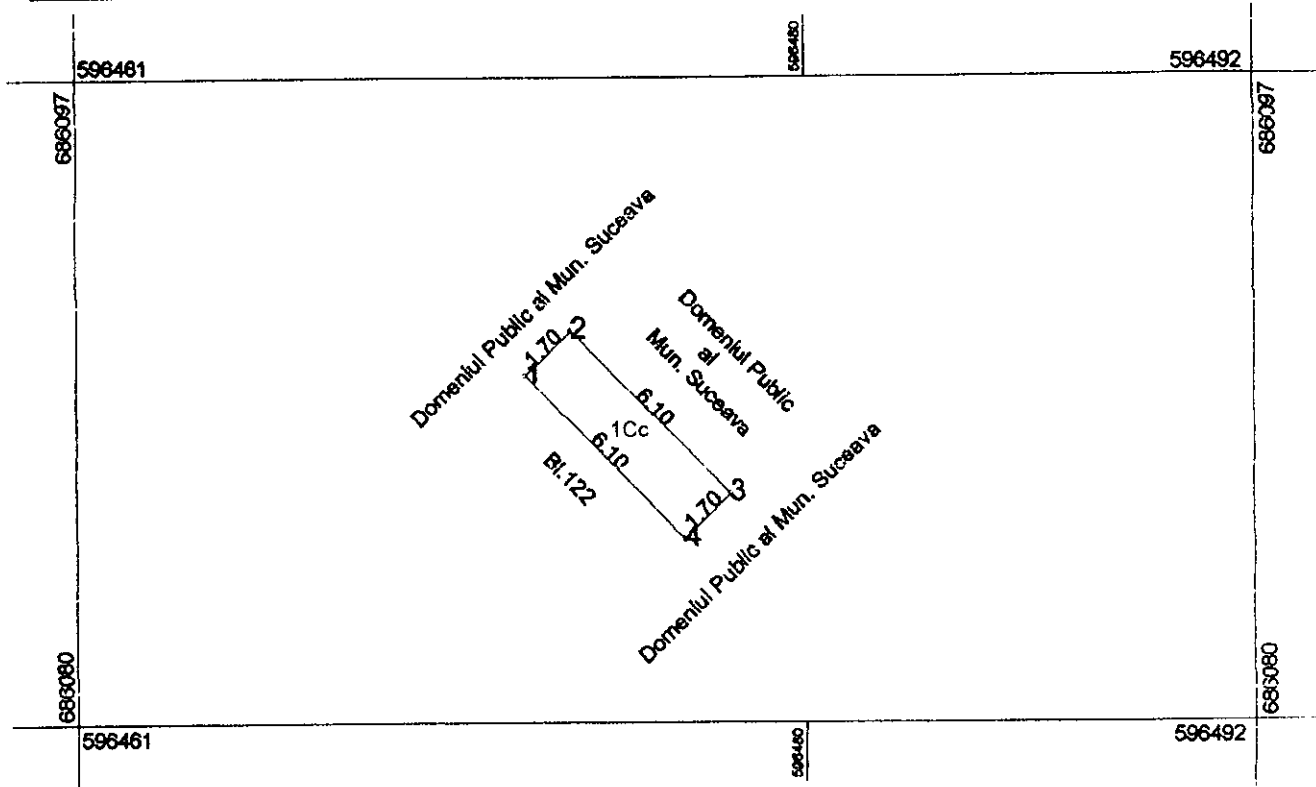 596461
596480
596492
686097
686097
Domeniul Public al Mun. Suceava
Domeniul Public
al
Mun. Suceava
1.70
2
1
6.10
1Cc
6.10
Bl.122
3
1.70
4
Domeniul Public al Mun. Suceava
686080
686080
596461
596480
596492